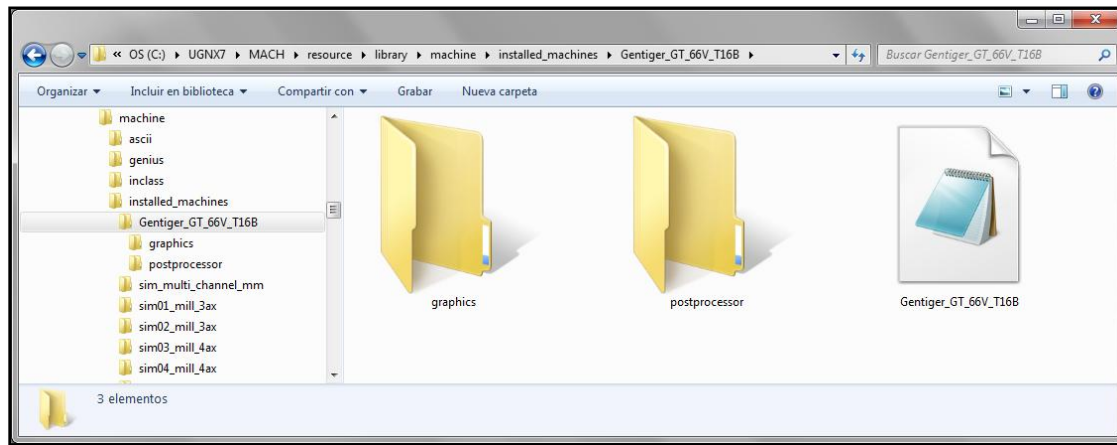 « OS (C:) ▸ UGNX7 ▸ MACH ▸ resource ▸ library ▸ machine ▸ installed_machines ▸ Gentiger_GT_66V_T16B ▸
Buscar Gentiger_GT_66V_T16B
Organizar Incluir en biblioteca Compartir con Grabar Nueva carpeta
machine
ascii
genius
inclass
installed_machines
Gentiger_GT_66V_T16B
graphics
postprocessor
sim_multi_channel_mm
sim01_mill_3ax
sim02_mill_3ax
sim03_mill_4ax
sim04_mill_4ax
graphics
postprocessor
Gentiger_GT_66V_T16B
3 elementos